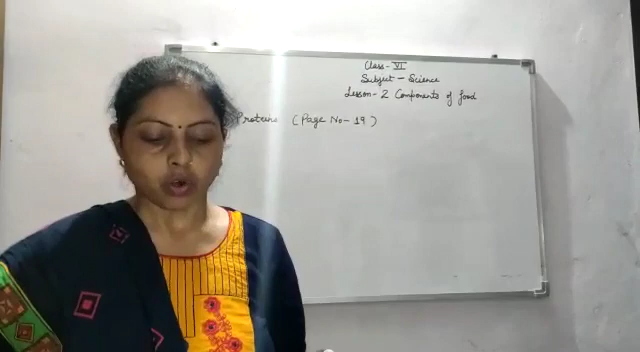 Class - VI
Subject - Science
Lesson - 2 Components of food
Proteins (Page No - 19)